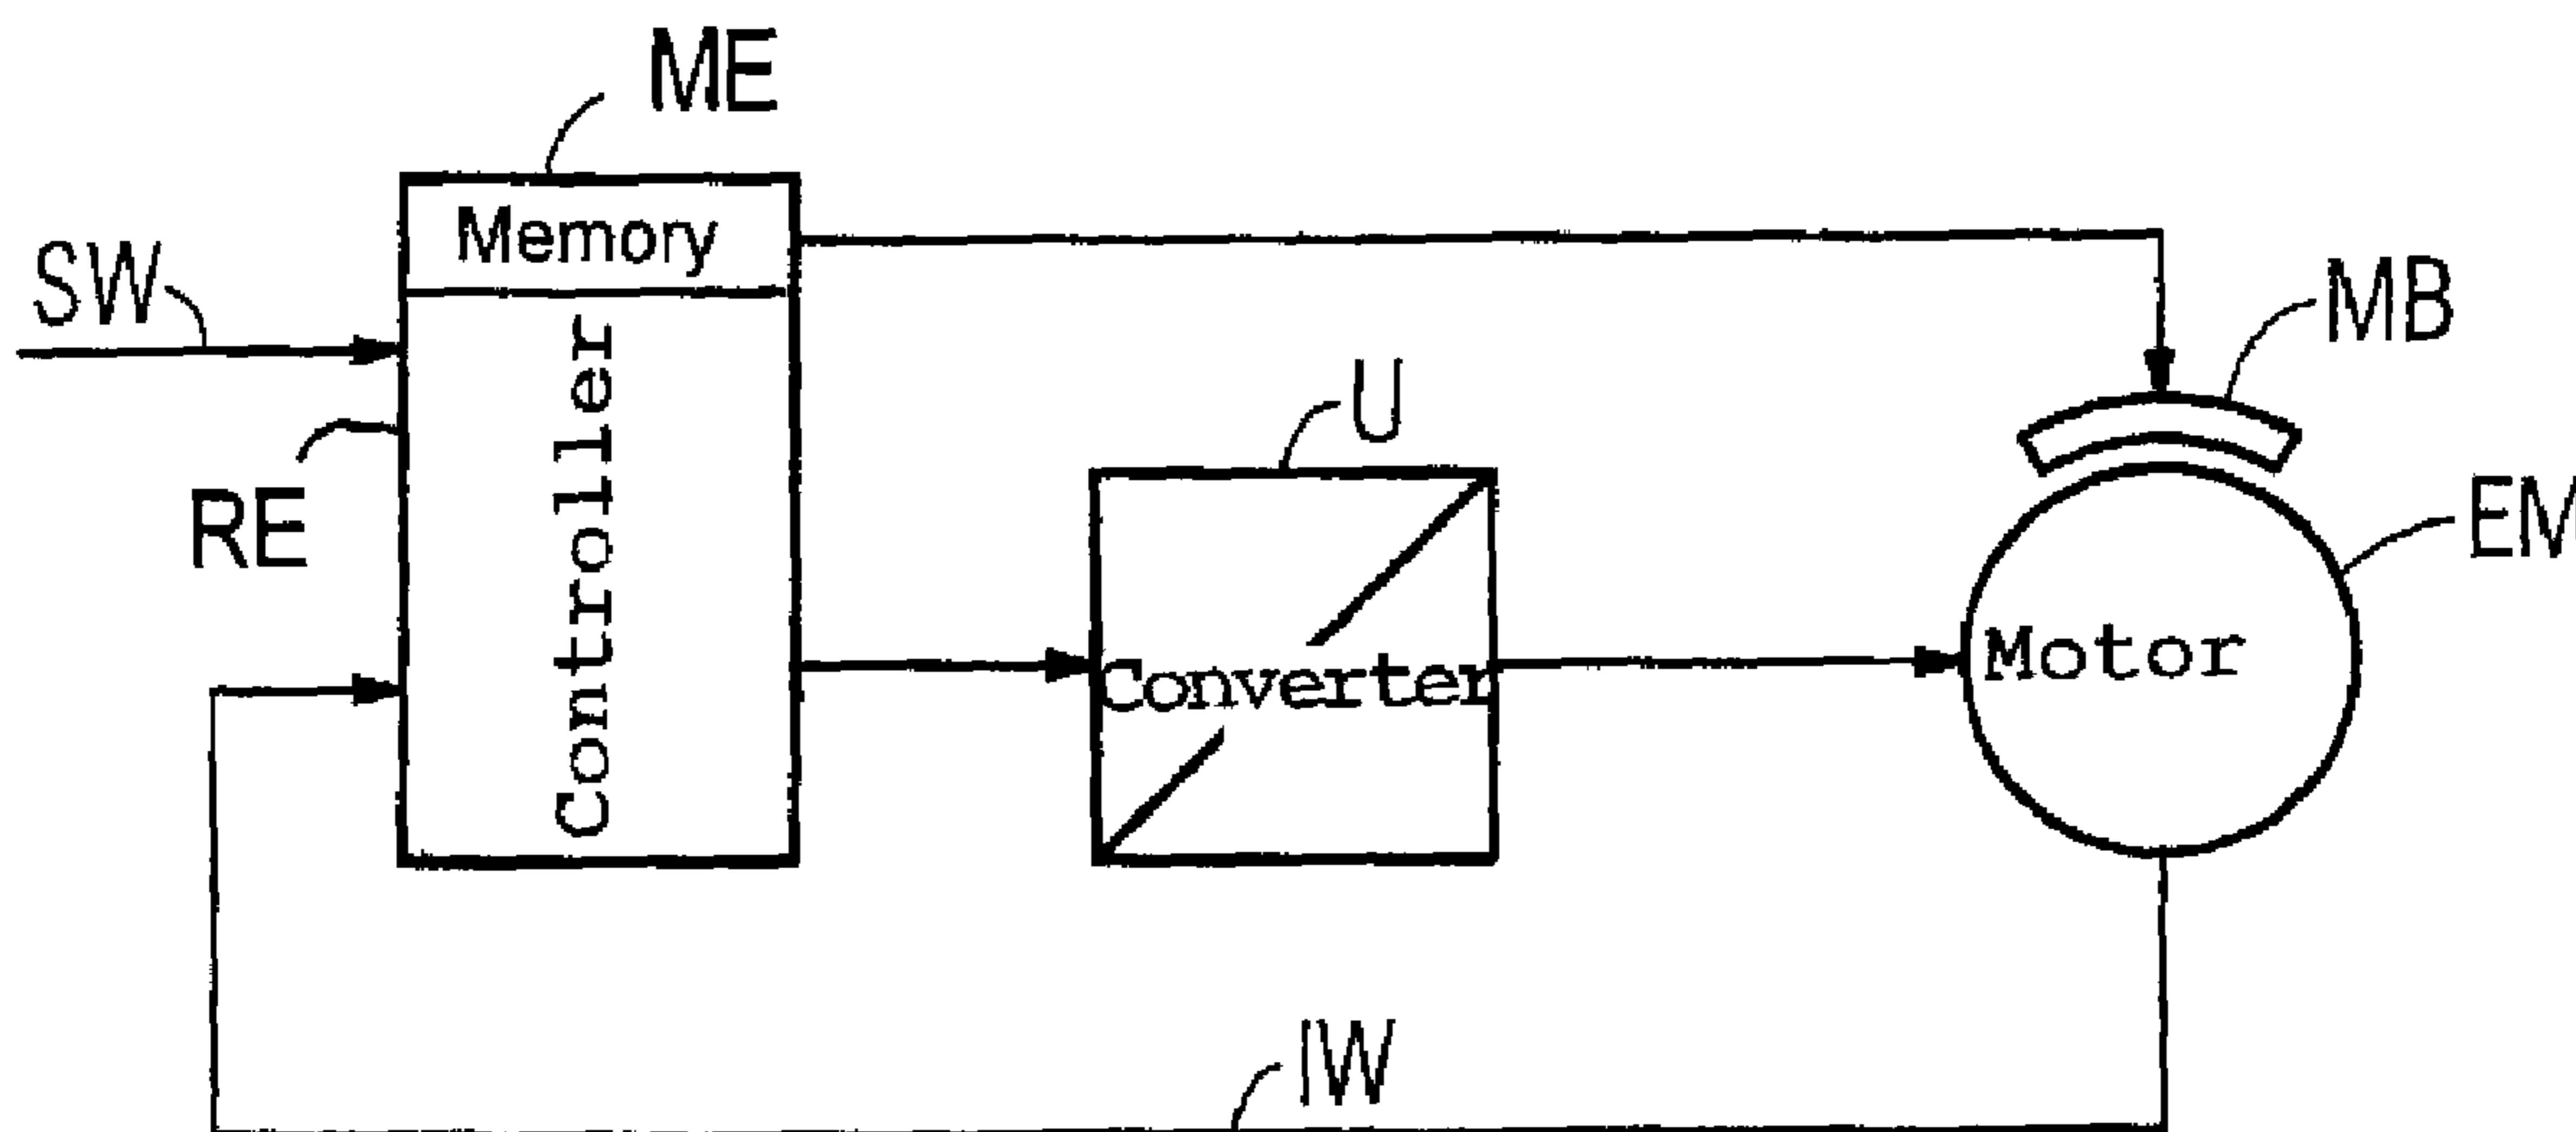 ME
Memory
SW
MB
Controller
U
RE
EM
Converter
Motor
IW